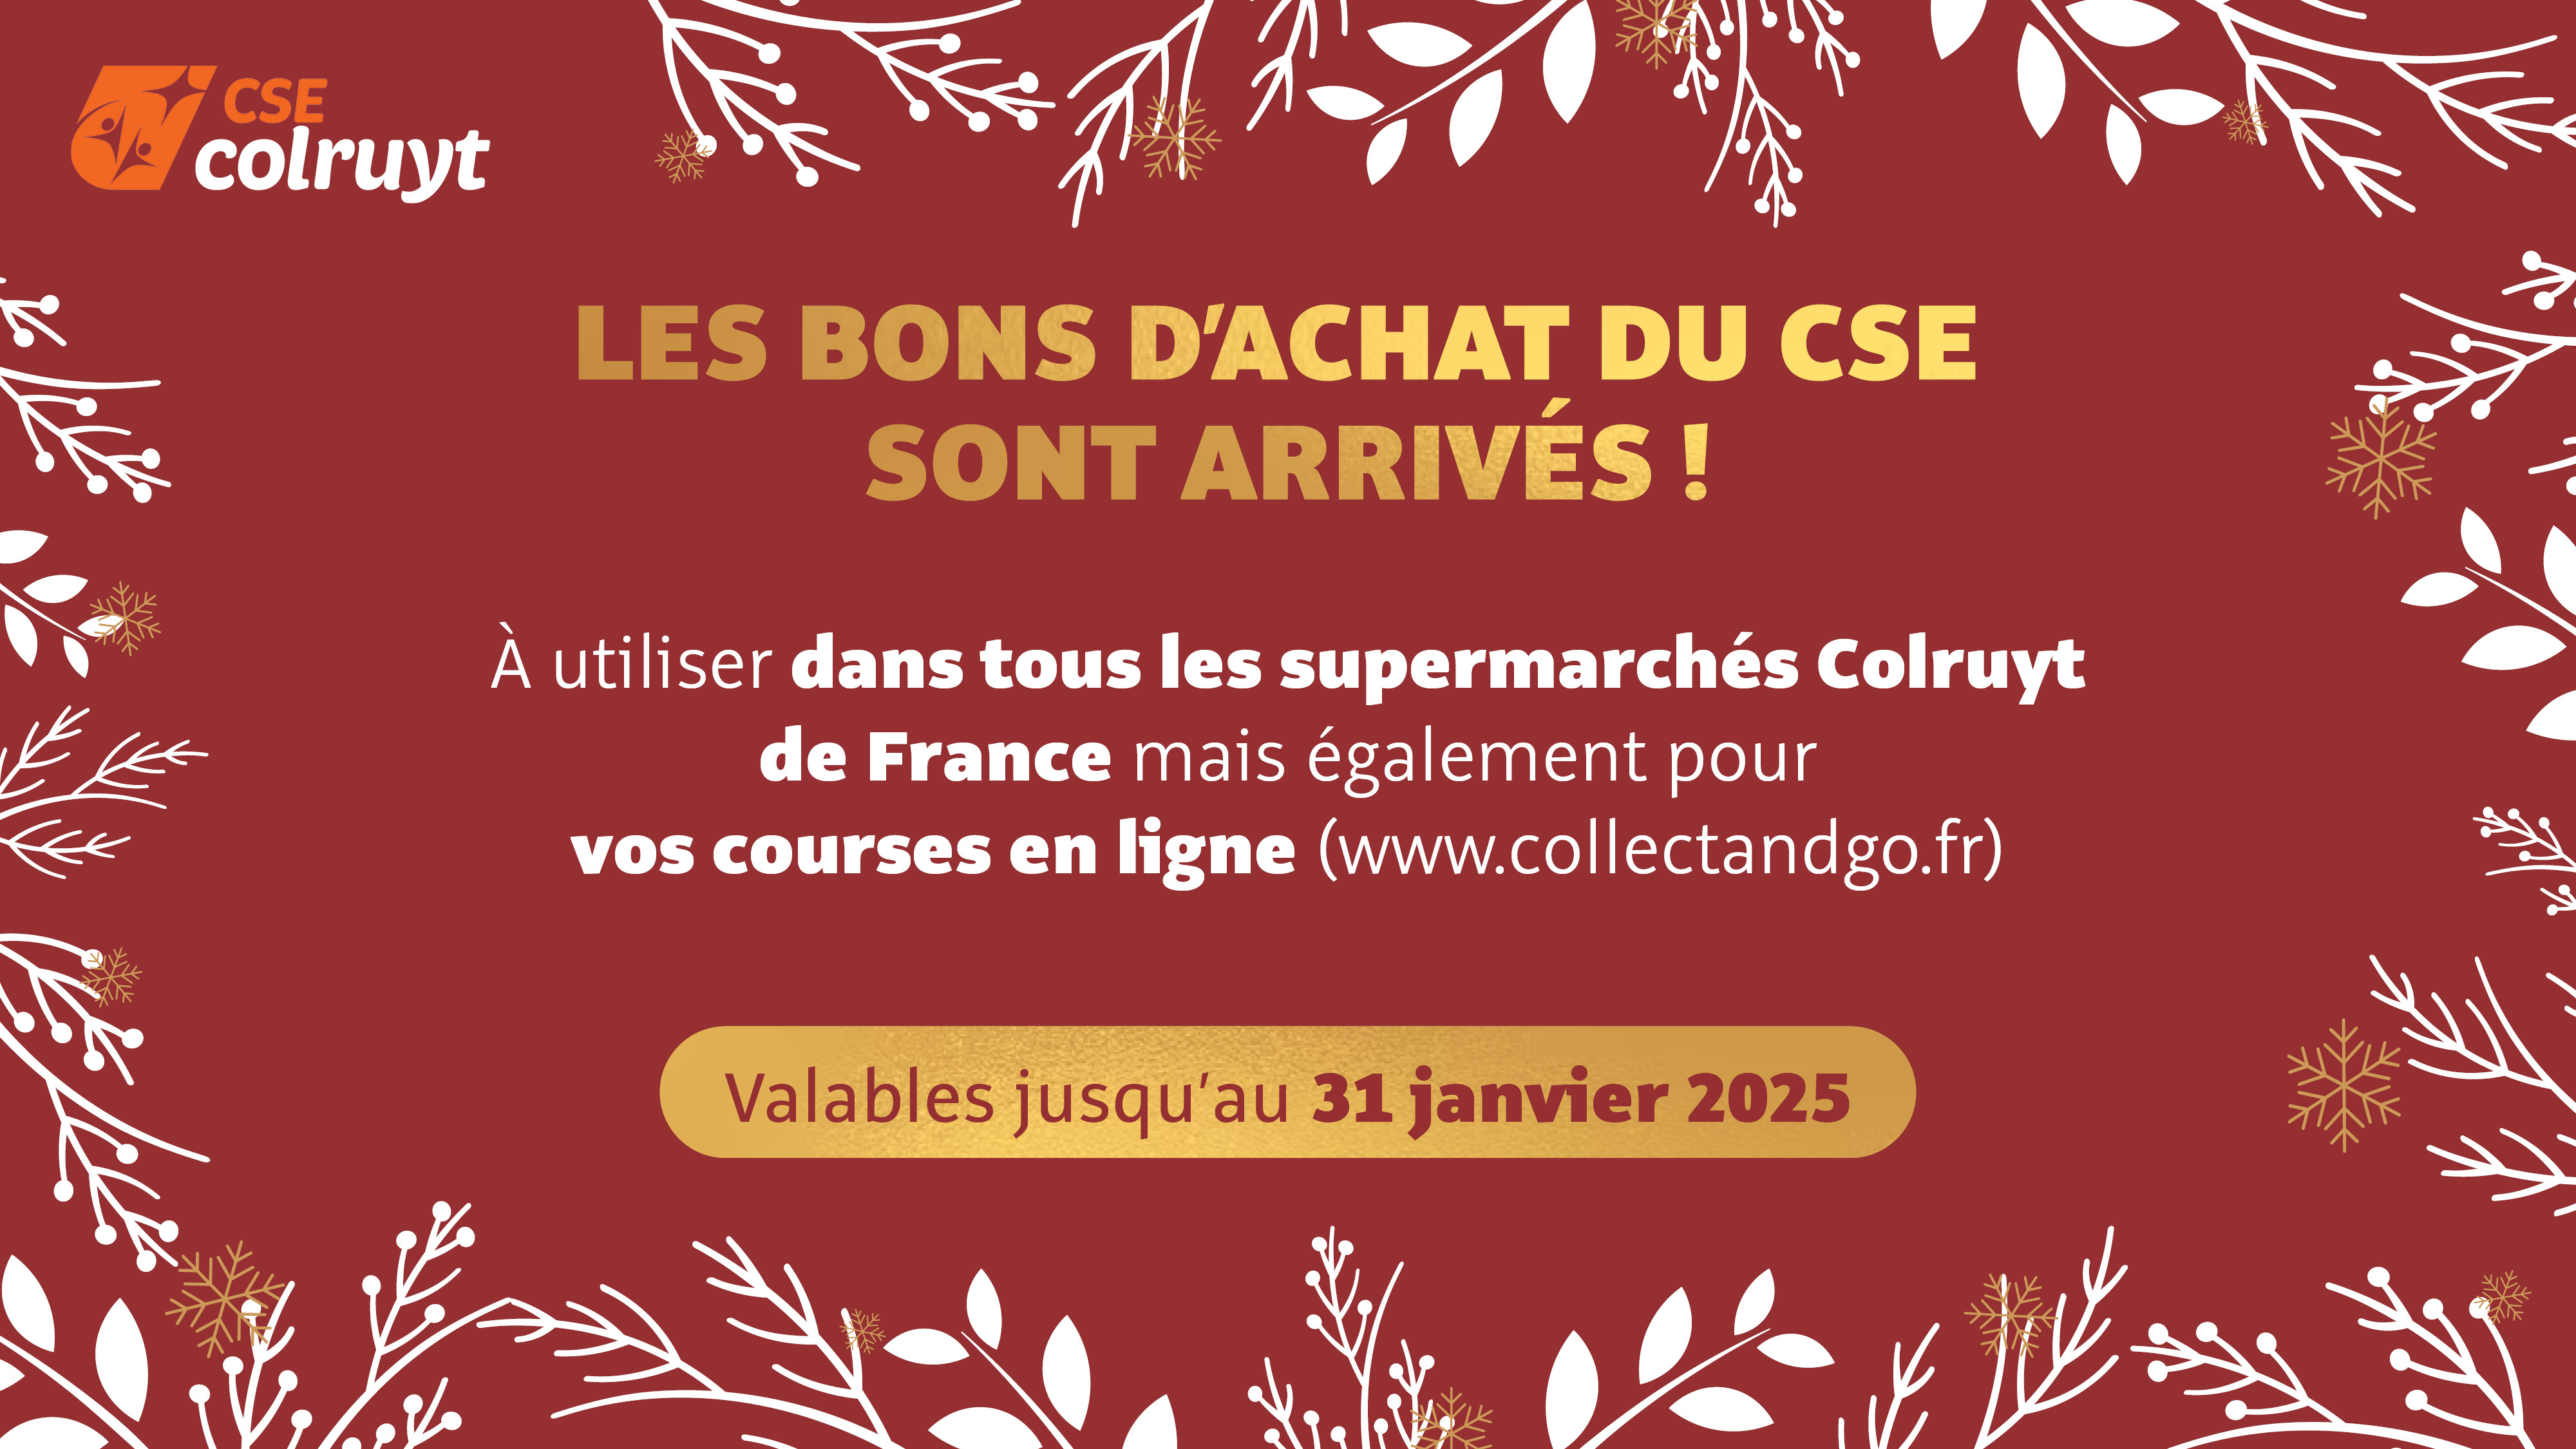 CSE
colruyt
LES BONS D'ACHAT DU CSE
SONT ARRIVÉS !
À utiliser dans tous les supermarchés Colruyt
de France mais également pour
vos courses en ligne (www.collectandgo.fr)
Valables jusqu'au 31 janvier 2025